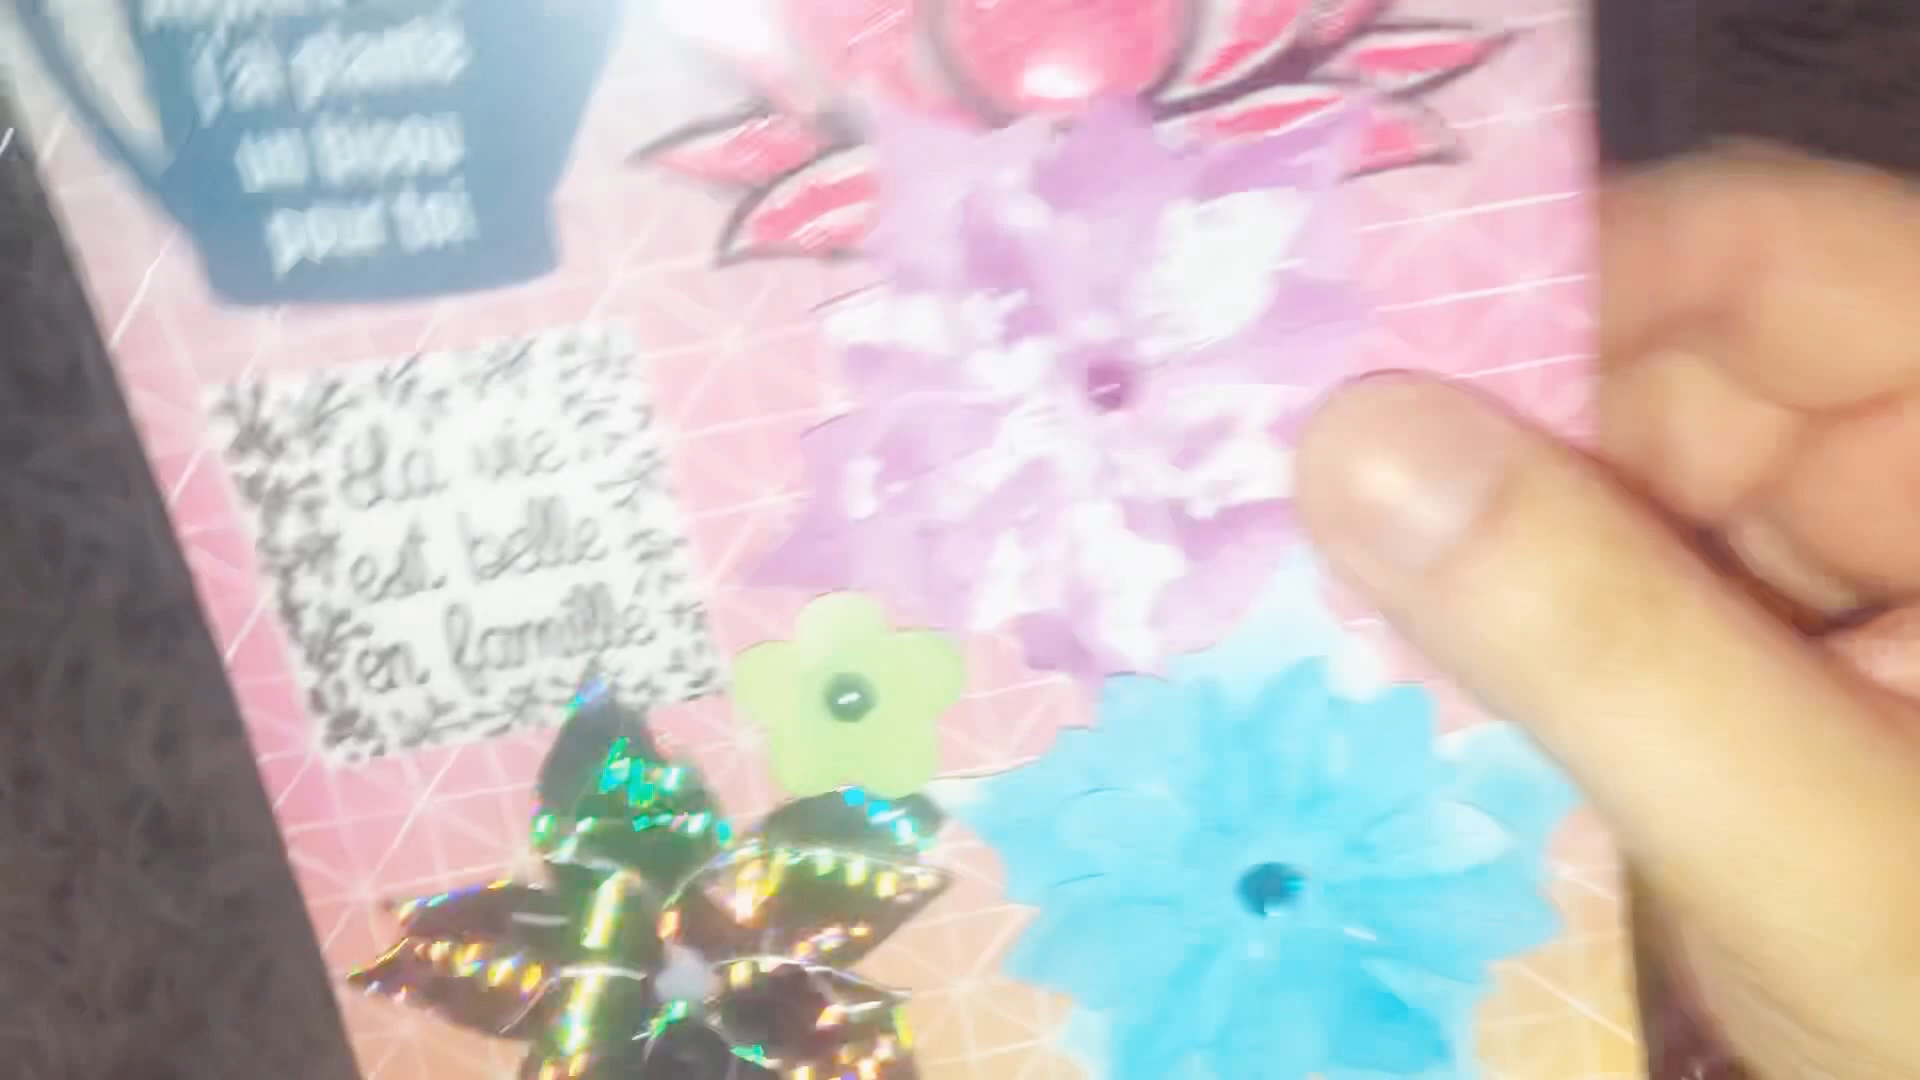 j'ai planté
un bisou
pour toi
La vie
est belle
en famille